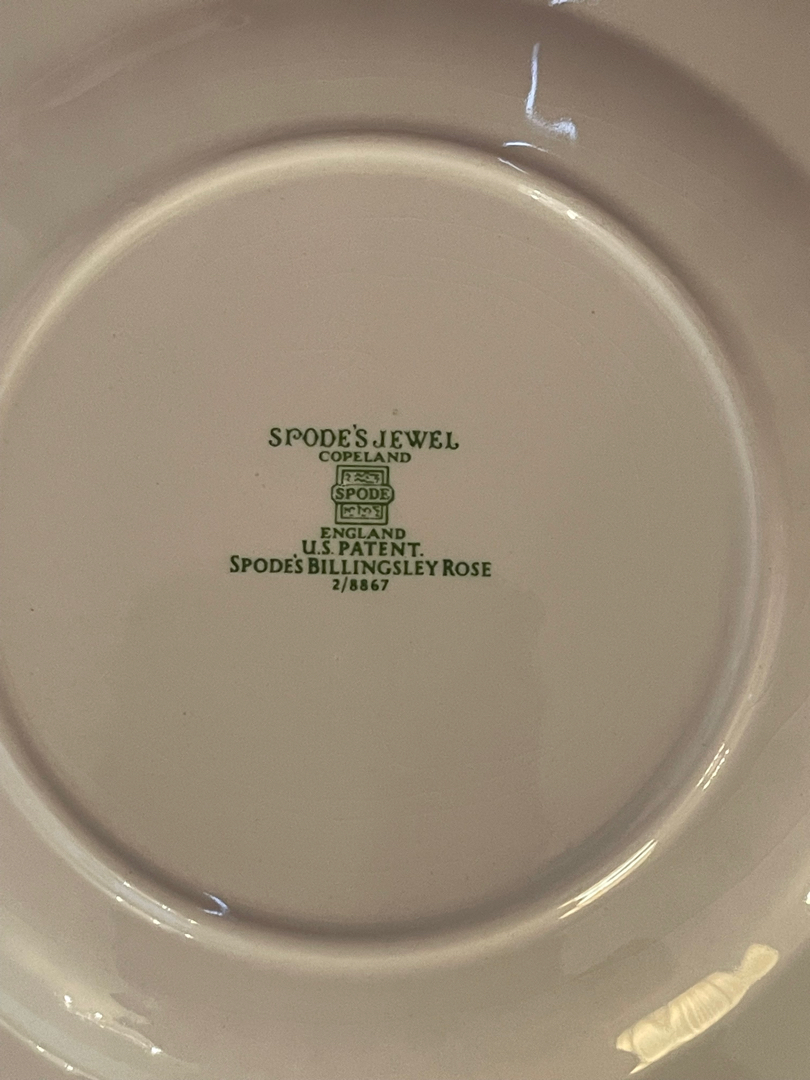 SPODE'S JEWEL
COPELAND
SPODE
ENGLAND
U.S. PATENT.
SPODE'S BILLINGSLEY ROSE
2/8867